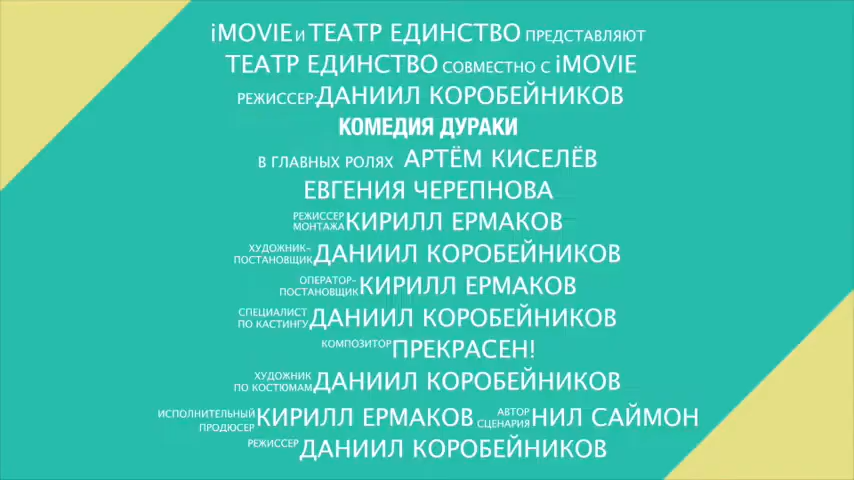 iMOVIE И ТЕАТР ЕДИНСТВО ПРЕДСТАВЛЯЮТ
ТЕАТР ЕДИНСТВО СОВМЕСТНО С iMOVIE
РЕЖИССЕР: ДАНИИЛ КОРОБЕЙНИКОВ
КОМЕДИЯ ДУРАКИ
В ГЛАВНЫХ РОЛЯХ АРТЁМ КИСЕЛЁВ
ЕВГЕНИЯ ЧЕРЕПНОВА
РЕЖИССЕР МОНТАЖА КИРИЛЛ ЕРМАКОВ
ХУДОЖНИК-ПОСТАНОВЩИК ДАНИИЛ КОРОБЕЙНИКОВ
ОПЕРАТОР-ПОСТАНОВЩИК КИРИЛЛ ЕРМАКОВ
СПЕЦИАЛИСТ ПО КАСТИНГУ ДАНИИЛ КОРОБЕЙНИКОВ
КОМПОЗИТОР ПРЕКРАСЕН!
ХУДОЖНИК ПО КОСТЮМАМ ДАНИИЛ КОРОБЕЙНИКОВ
ИСПОЛНИТЕЛЬНЫЙ ПРОДЮСЕР КИРИЛЛ ЕРМАКОВ АВТОР СЦЕНАРИЯ НИЛ САЙМОН
РЕЖИССЕР ДАНИИЛ КОРОБЕЙНИКОВ